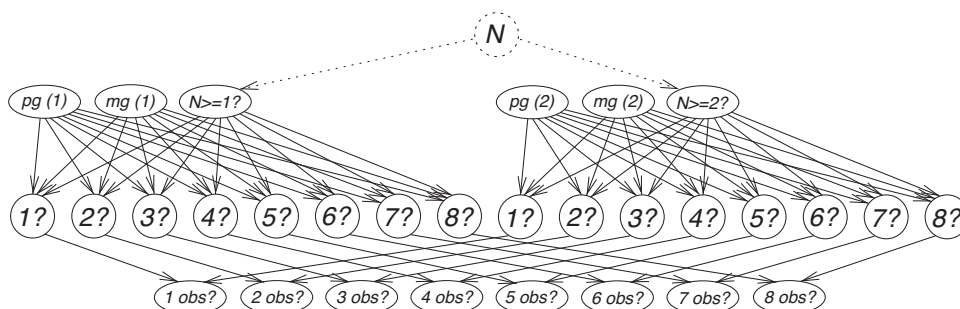 N
pg (1) mg (1) N>=1? pg (2) mg (2) N>=2?
1? 2? 3? 4? 5? 6? 7? 8? 1? 2? 3? 4? 5? 6? 7? 8?
1 obs? 2 obs? 3 obs? 4 obs? 5 obs? 6 obs? 7 obs? 8 obs?